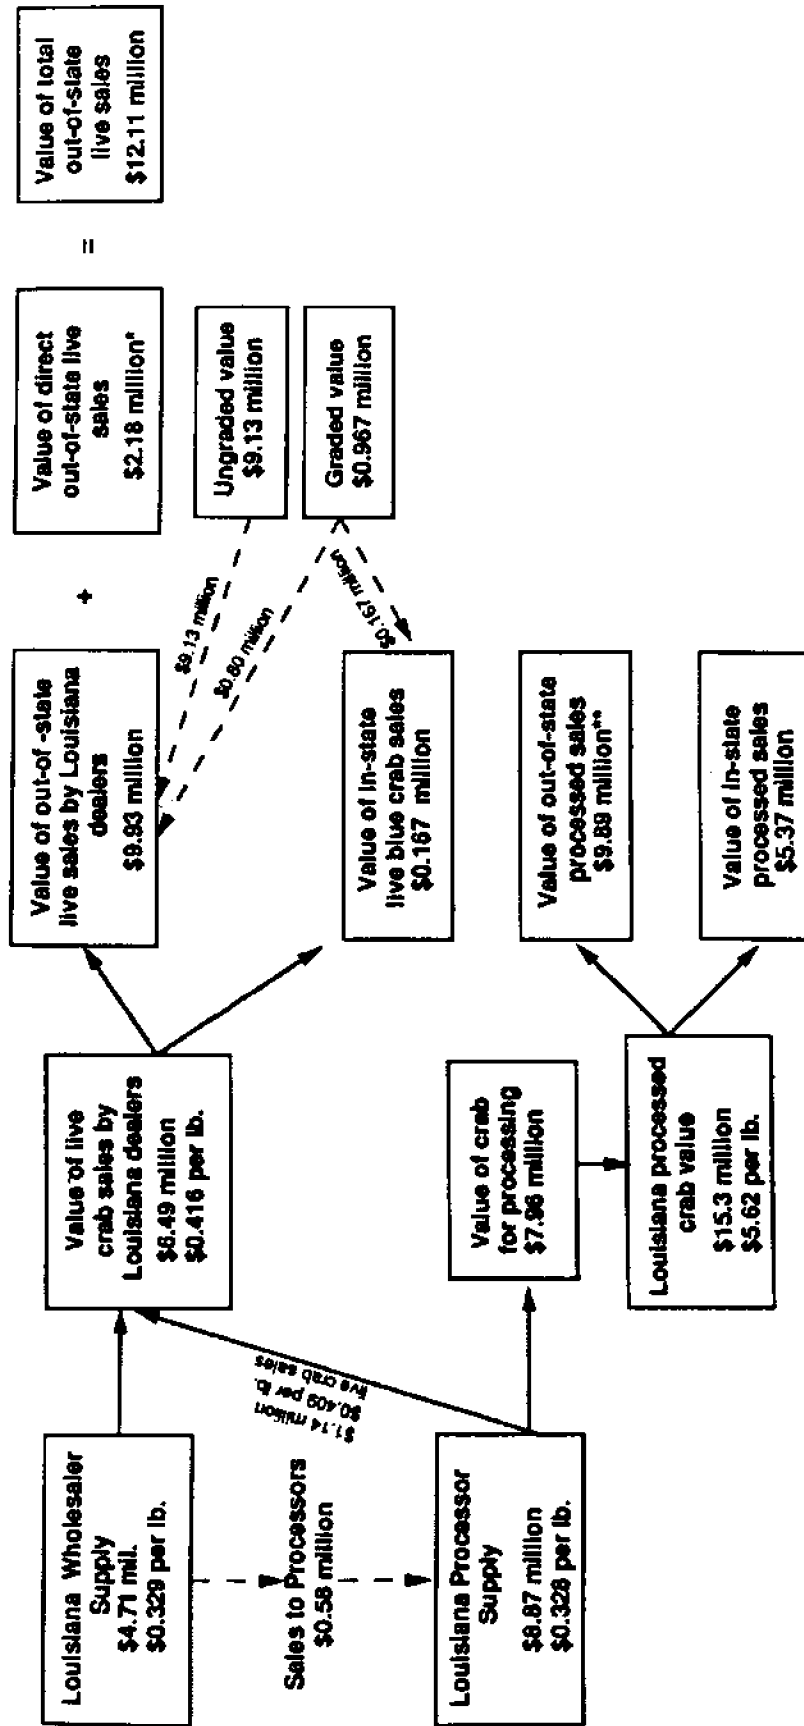 Louisiana Wholesaler
Supply
$4.71 mil.
$0.329 per lb.
Sales to Processors
$0.58 million
Louisiana Processor
Supply
$8.87 million
$0.328 per lb.
$1.14 million
$0.409 per lb.
live crab sales
Value of live
crab sales by
Louisiana dealers
$6.49 million
$0.416 per lb.
Value of crab
for processing
$7.96 million
Louisiana processed
crab value
$15.3 million
$5.62 per lb.
Value of out-of-state
live sales by Louisiana
dealers
$9.93 million
+
Value of direct
out-of-state live
sales
$2.18 million*
=
Value of total
out-of-state
live sales
$12.11 million
$9.13 million
$0.80 million
$0.167 million
Ungraded value
$9.13 million
Graded value
$0.967 million
Value of in-state
live blue crab sales
$0.167 million
Value of out-of-state
processed sales
$9.89 million**
Value of in-state
processed sales
$5.37 million